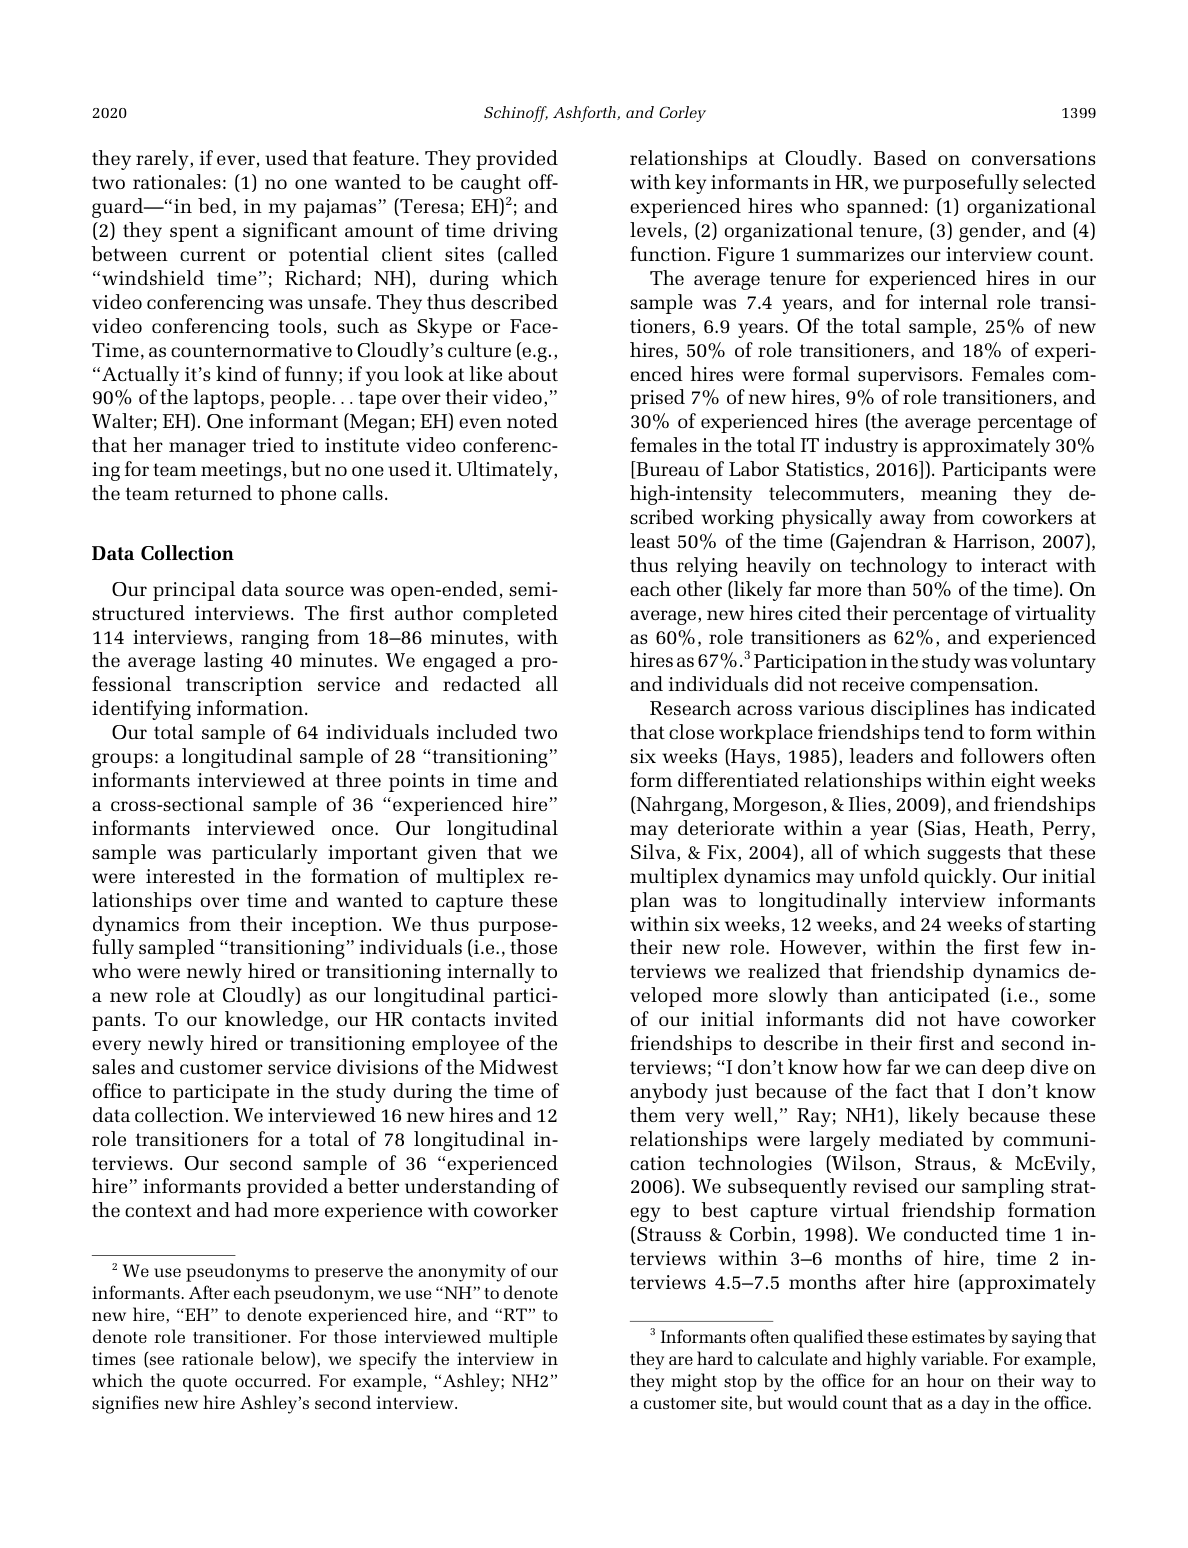 2020
Schinoff, Ashforth, and Corley
1399
they rarely, if ever, used that feature. They provided
two rationales: (1) no one wanted to be caught off-
guard—“in bed, in my pajamas” (Teresa; EH)2; and
(2) they spent a significant amount of time driving
between current or potential client sites (called
“windshield time”; Richard; NH), during which
video conferencing was unsafe. They thus described
video conferencing tools, such as Skype or Face-
Time, as counternormative to Cloudly’s culture (e.g.,
“Actually it’s kind of funny; if you look at like about
90% of the laptops, people. . . tape over their video,”
Walter; EH). One informant (Megan; EH) even noted
that her manager tried to institute video conferenc-
ing for team meetings, but no one used it. Ultimately,
the team returned to phone calls.
Data Collection
Our principal data source was open-ended, semi-
structured interviews. The first author completed
114 interviews, ranging from 18–86 minutes, with
the average lasting 40 minutes. We engaged a pro-
fessional transcription service and redacted all
identifying information.
Our total sample of 64 individuals included two
groups: a longitudinal sample of 28 “transitioning”
informants interviewed at three points in time and
a cross-sectional sample of 36 “experienced hire”
informants interviewed once. Our longitudinal
sample was particularly important given that we
were interested in the formation of multiplex re-
lationships over time and wanted to capture these
dynamics from their inception. We thus purpose-
fully sampled “transitioning” individuals (i.e., those
who were newly hired or transitioning internally to
a new role at Cloudly) as our longitudinal partici-
pants. To our knowledge, our HR contacts invited
every newly hired or transitioning employee of the
sales and customer service divisions of the Midwest
office to participate in the study during the time of
data collection. We interviewed 16 new hires and 12
role transitioners for a total of 78 longitudinal in-
terviews. Our second sample of 36 “experienced
hire” informants provided a better understanding of
the context and had more experience with coworker
2 We use pseudonyms to preserve the anonymity of our
informants. After each pseudonym, we use “NH” to denote
new hire, “EH” to denote experienced hire, and “RT” to
denote role transitioner. For those interviewed multiple
times (see rationale below), we specify the interview in
which the quote occurred. For example, “Ashley; NH2”
signifies new hire Ashley’s second interview.
relationships at Cloudly. Based on conversations
with key informants in HR, we purposefully selected
experienced hires who spanned: (1) organizational
levels, (2) organizational tenure, (3) gender, and (4)
function. Figure 1 summarizes our interview count.
The average tenure for experienced hires in our
sample was 7.4 years, and for internal role transi-
tioners, 6.9 years. Of the total sample, 25% of new
hires, 50% of role transitioners, and 18% of experi-
enced hires were formal supervisors. Females com-
prised 7% of new hires, 9% of role transitioners, and
30% of experienced hires (the average percentage of
females in the total IT industry is approximately 30%
[Bureau of Labor Statistics, 2016]). Participants were
high-intensity telecommuters, meaning they de-
scribed working physically away from coworkers at
least 50% of the time (Gajendran & Harrison, 2007),
thus relying heavily on technology to interact with
each other (likely far more than 50% of the time). On
average, new hires cited their percentage of virtuality
as 60%, role transitioners as 62%, and experienced
hires as 67%.3 Participation in the study was voluntary
and individuals did not receive compensation.
Research across various disciplines has indicated
that close workplace friendships tend to form within
six weeks (Hays, 1985), leaders and followers often
form differentiated relationships within eight weeks
(Nahrgang, Morgeson, & Ilies, 2009), and friendships
may deteriorate within a year (Sias, Heath, Perry,
Silva, & Fix, 2004), all of which suggests that these
multiplex dynamics may unfold quickly. Our initial
plan was to longitudinally interview informants
within six weeks, 12 weeks, and 24 weeks of starting
their new role. However, within the first few in-
terviews we realized that friendship dynamics de-
veloped more slowly than anticipated (i.e., some
of our initial informants did not have coworker
friendships to describe in their first and second in-
terviews; “I don’t know how far we can deep dive on
anybody just because of the fact that I don’t know
them very well,” Ray; NH1), likely because these
relationships were largely mediated by communi-
cation technologies (Wilson, Straus, & McEvily,
2006). We subsequently revised our sampling strat-
egy to best capture virtual friendship formation
(Strauss & Corbin, 1998). We conducted time 1 in-
terviews within 3–6 months of hire, time 2 in-
terviews 4.5–7.5 months after hire (approximately
3 Informants often qualified these estimates by saying that
they are hard to calculate and highly variable. For example,
they might stop by the office for an hour on their way to
a customer site, but would count that as a day in the office.